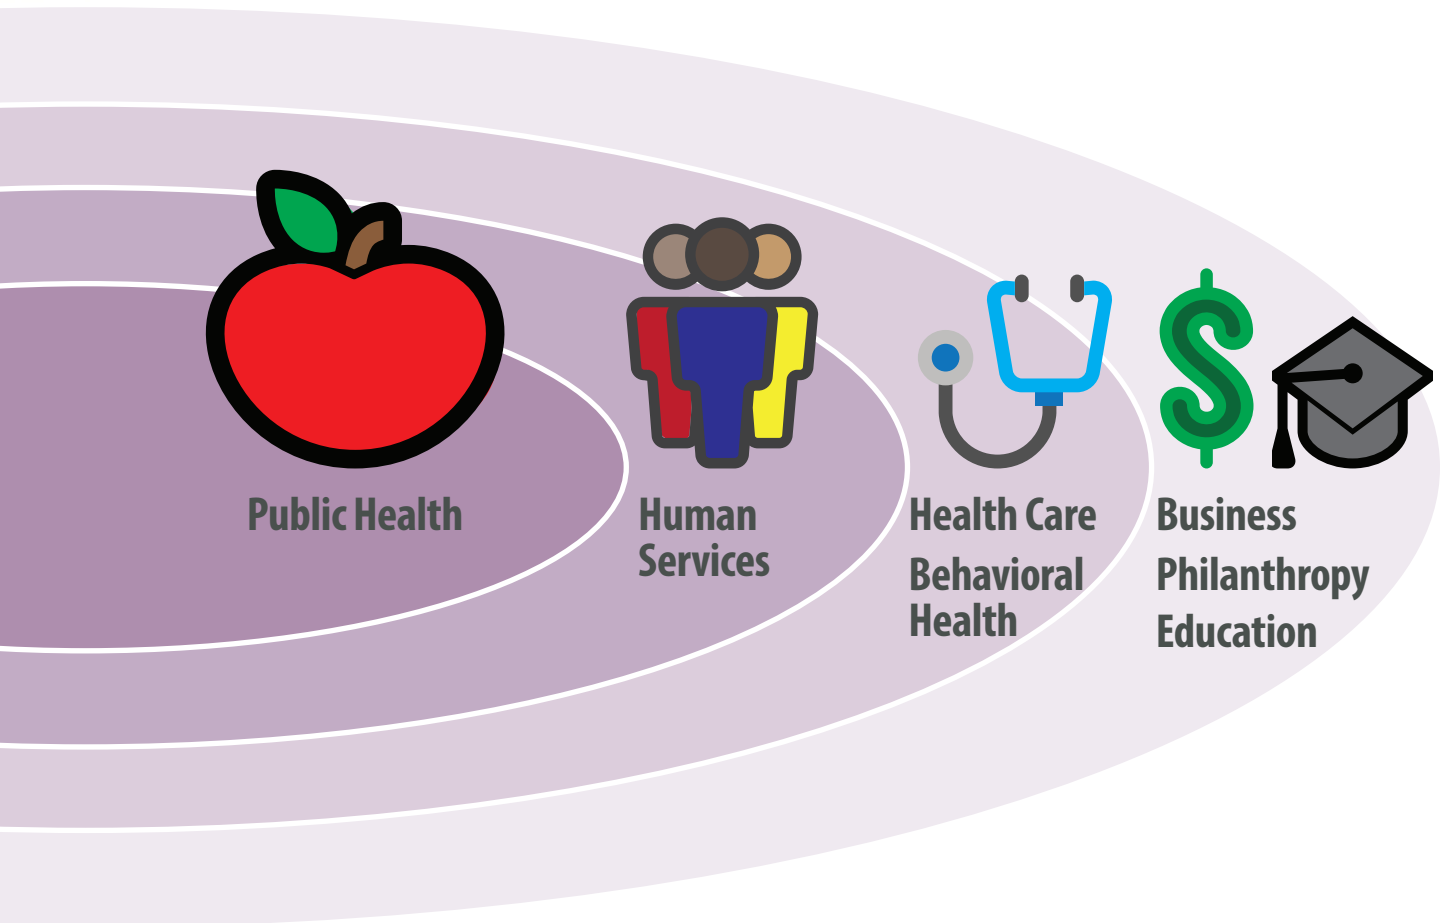 Public Health
Human
Services
Health Care
Behavioral
Health
Business
Philanthropy
Education